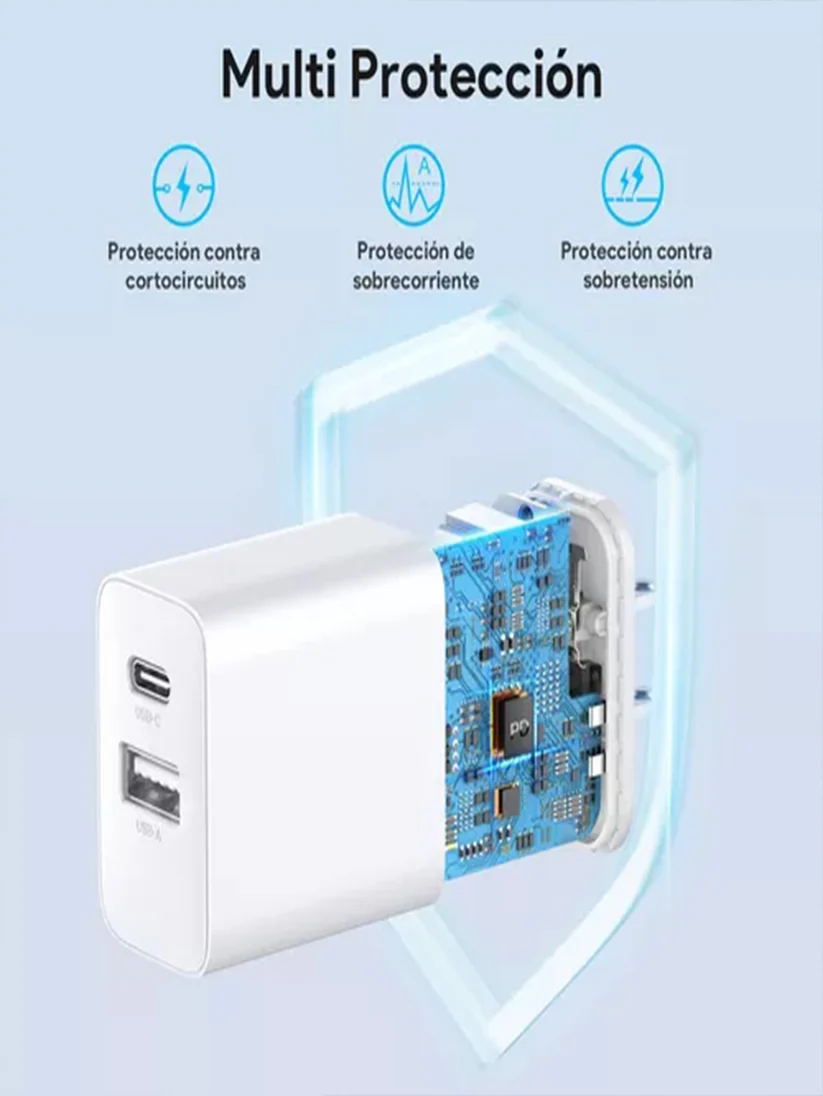 Multi Protección
Protección contra
cortocircuitos
A
Protección de
sobrecorriente
Protección contra
sobretensión
USB-C
PD
USB-A